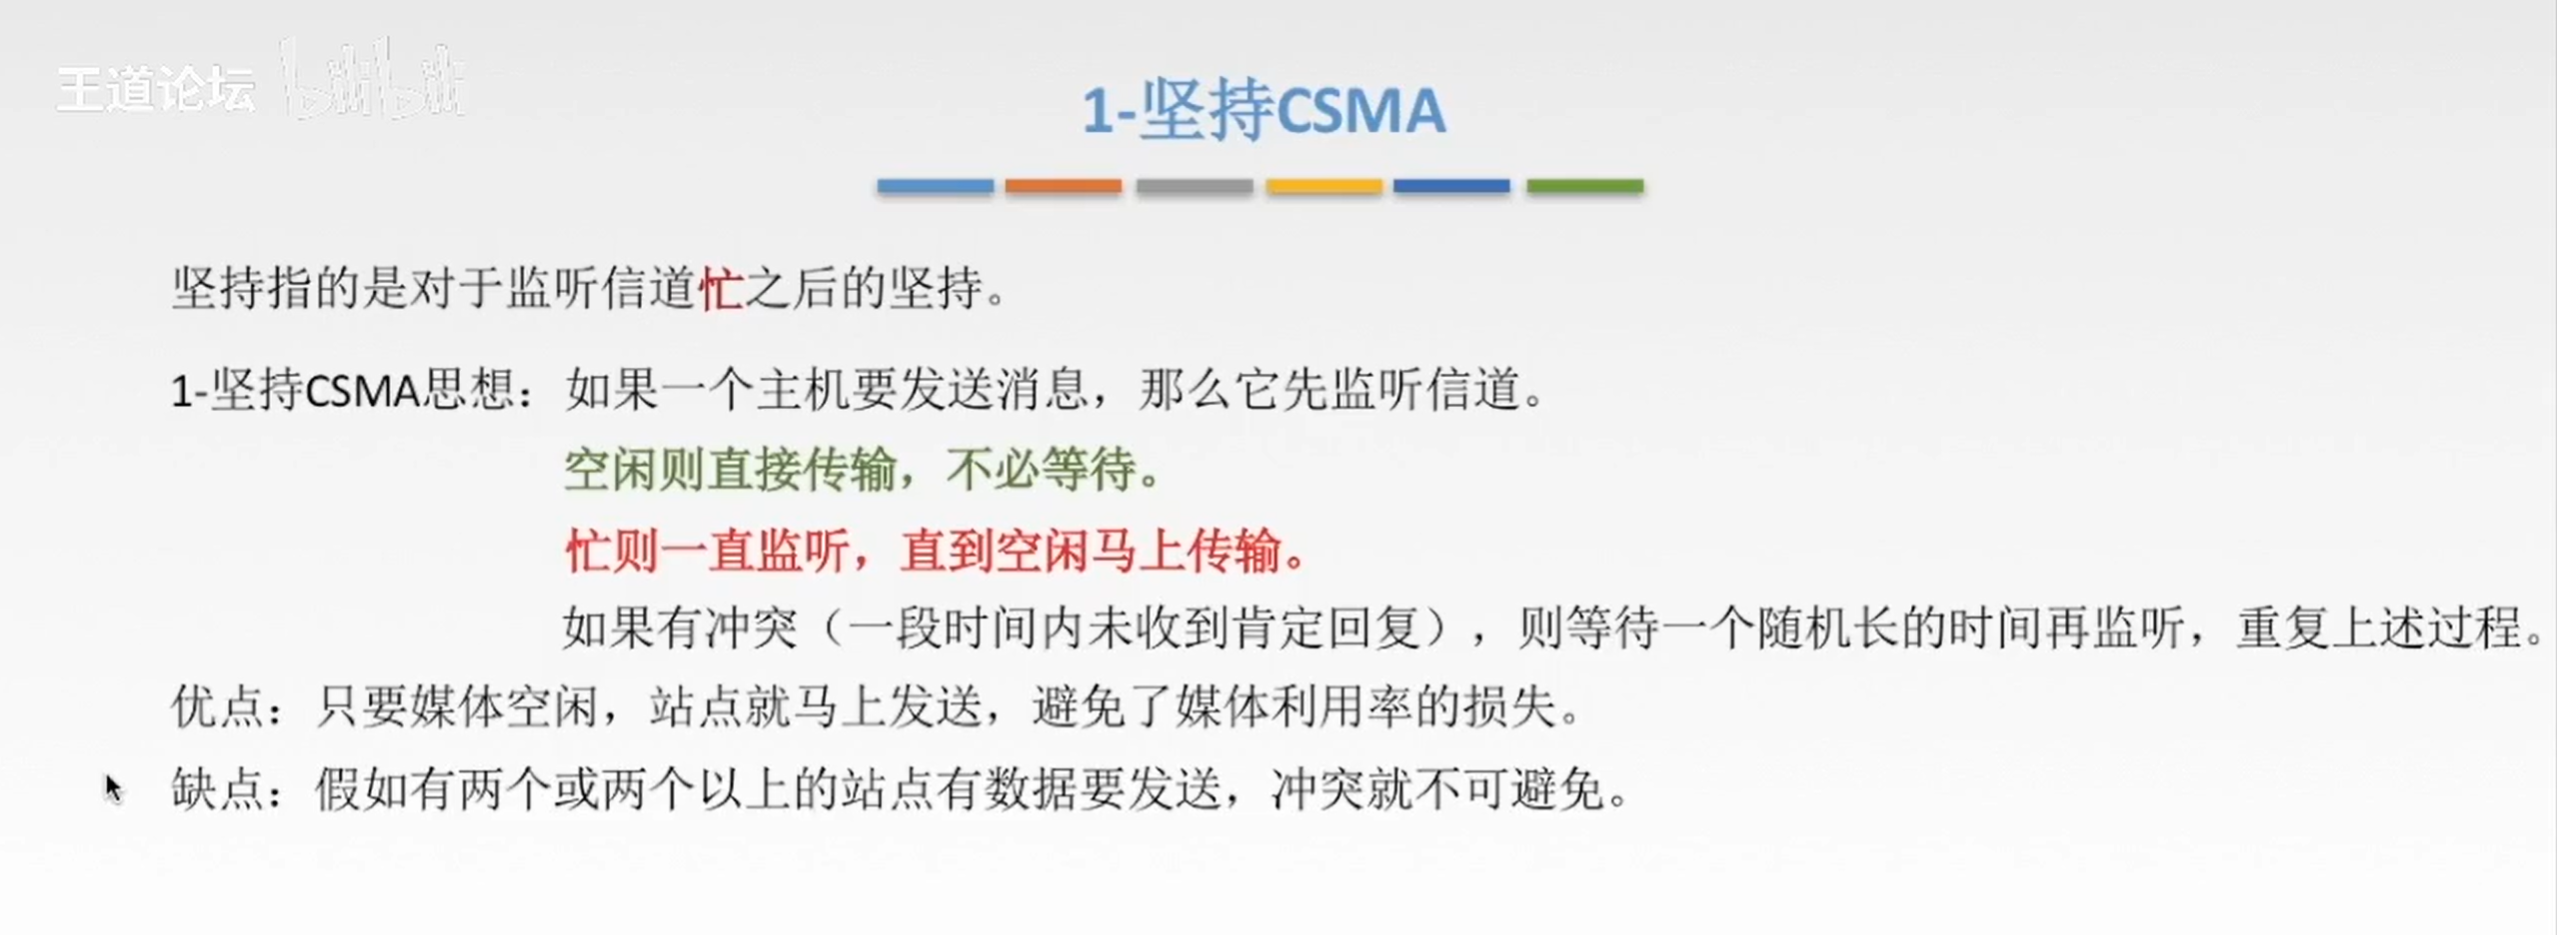 王道论坛 bilibili
1-坚持CSMA
坚持指的是对于监听信道忙之后的坚持。
1-坚持CSMA思想：如果一个主机要发送消息，那么它先监听信道。
空闲则直接传输，不必等待。
忙则一直监听，直到空闲马上传输。
如果有冲突（一段时间内未收到肯定回复），则等待一个随机长的时间再监听，重复上述过程。
优点：只要媒体空闲，站点就马上发送，避免了媒体利用率的损失。
缺点：假如有两个或两个以上的站点有数据要发送，冲突就不可避免。